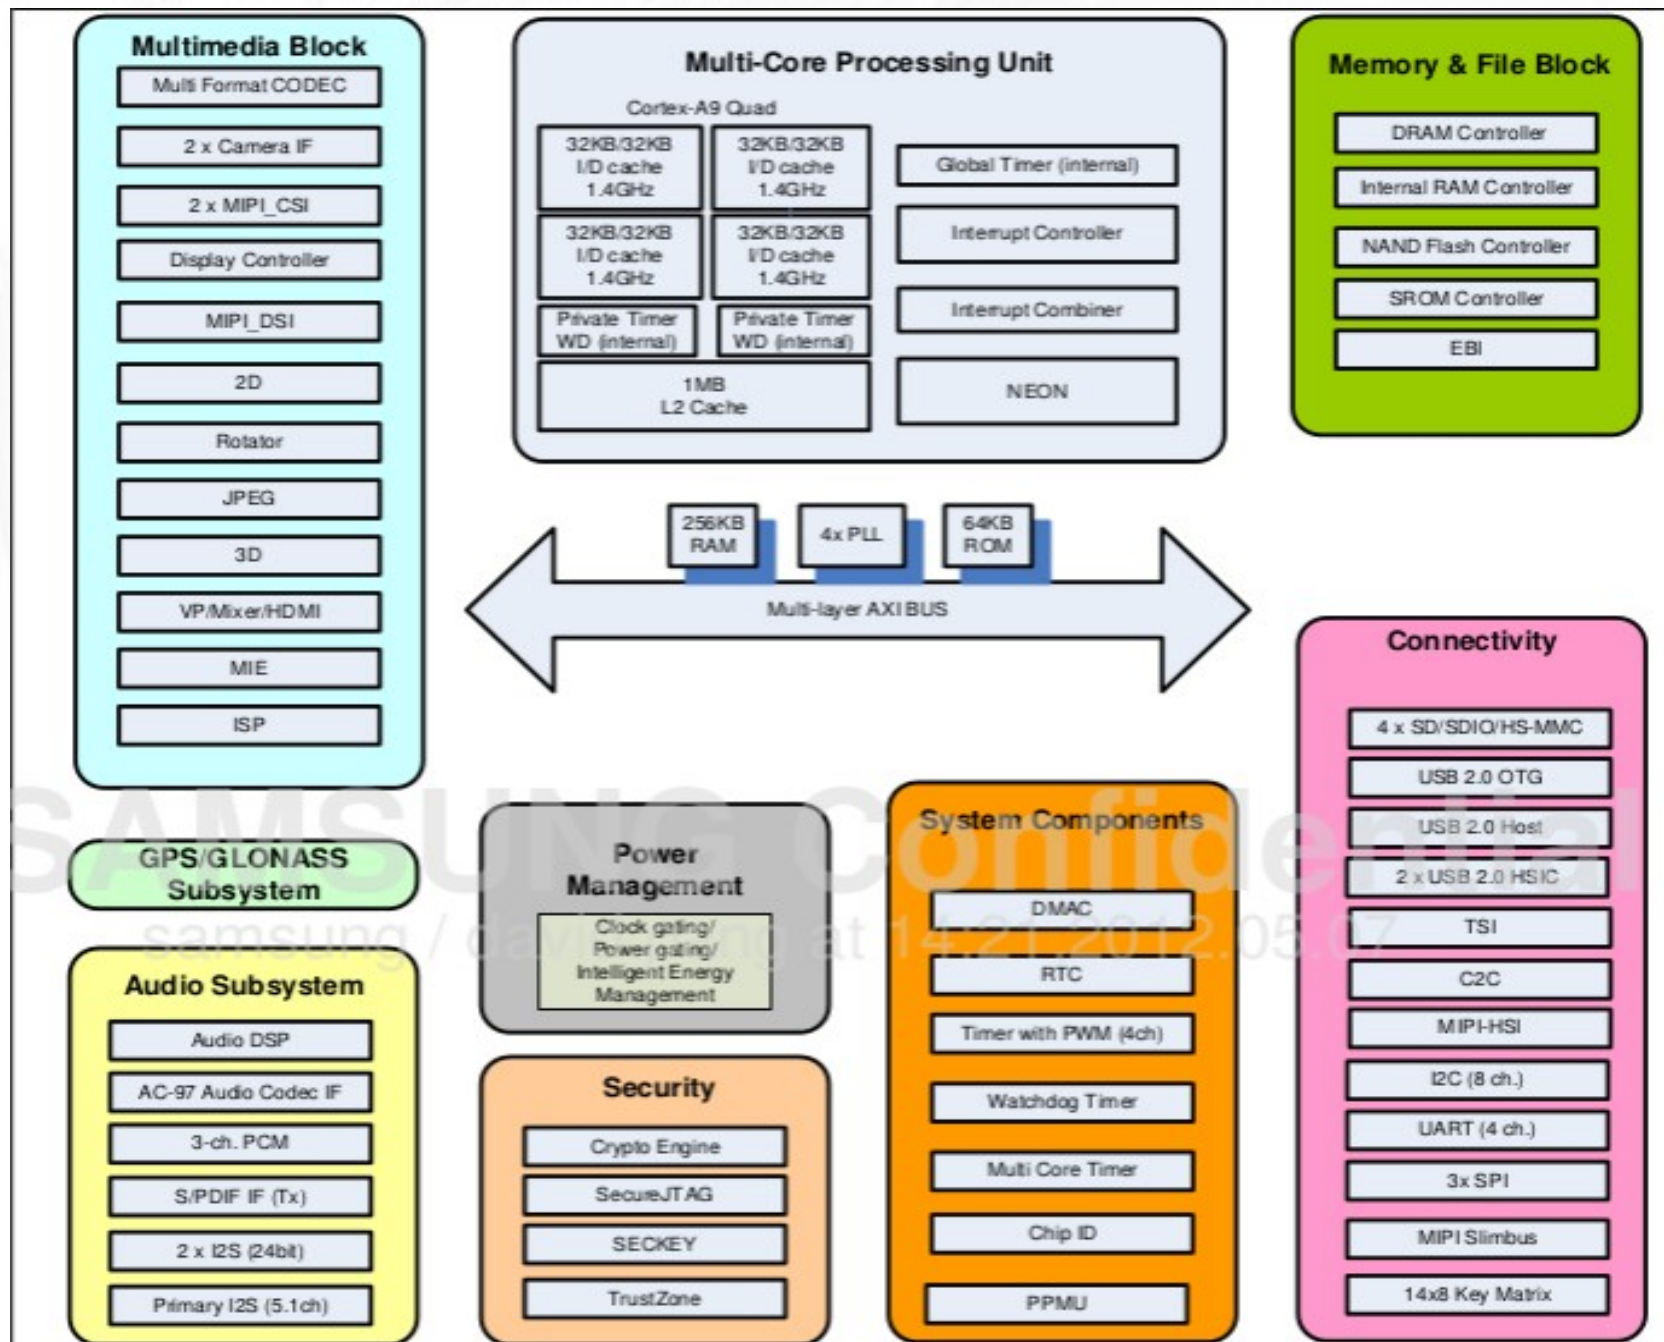 Multimedia Block
Multi Format CODEC
2 x Camera IF
2 x MIPI_CSI
Display Controller
MIPI_DSI
2D
Rotator
JPEG
3D
VP/Mixer/HDMI
MIE
ISP
Multi-Core Processing Unit
Cortex-A9 Quad
32KB/32KB
I/D cache
1.4GHz
32KB/32KB
I/D cache
1.4GHz
32KB/32KB
I/D cache
1.4GHz
32KB/32KB
I/D cache
1.4GHz
Private Timer
WD (internal)
Private Timer
WD (internal)
1MB
L2 Cache
Global Timer (internal)
Interrupt Controller
Interrupt Combiner
NEON
Memory & File Block
DRAM Controller
Internal RAM Controller
NAND Flash Controller
SROM Controller
EBI
256KB
RAM
4x PLL
64KB
ROM
Multi-layer AXI BUS
GPS/GLONASS
Subsystem
Audio Subsystem
Audio DSP
AC-97 Audio Codec IF
3-ch. PCM
S/PDIF IF (Tx)
2 x I2S (24bit)
Primary I2S (5.1ch)
Power
Management
Clock gating/
Power gating/
Intelligent Energy
Management
Security
Crypto Engine
SecureJTAG
SECKEY
TrustZone
System Components
DMAC
RTC
Timer with PWM (4ch)
Watchdog Timer
Multi Core Timer
Chip ID
PPMU
Connectivity
4 x SD/SDIO/HS-MMC
USB 2.0 OTG
USB 2.0 Host
2 x USB 2.0 HSIC
TSI
C2C
MIPI-HSI
I2C (8 ch.)
UART (4 ch.)
3x SPI
MIPI Slimbus
14x8 Key Matrix
SAMSUNG Confidential
samsung / at 14:21,2012.05.07